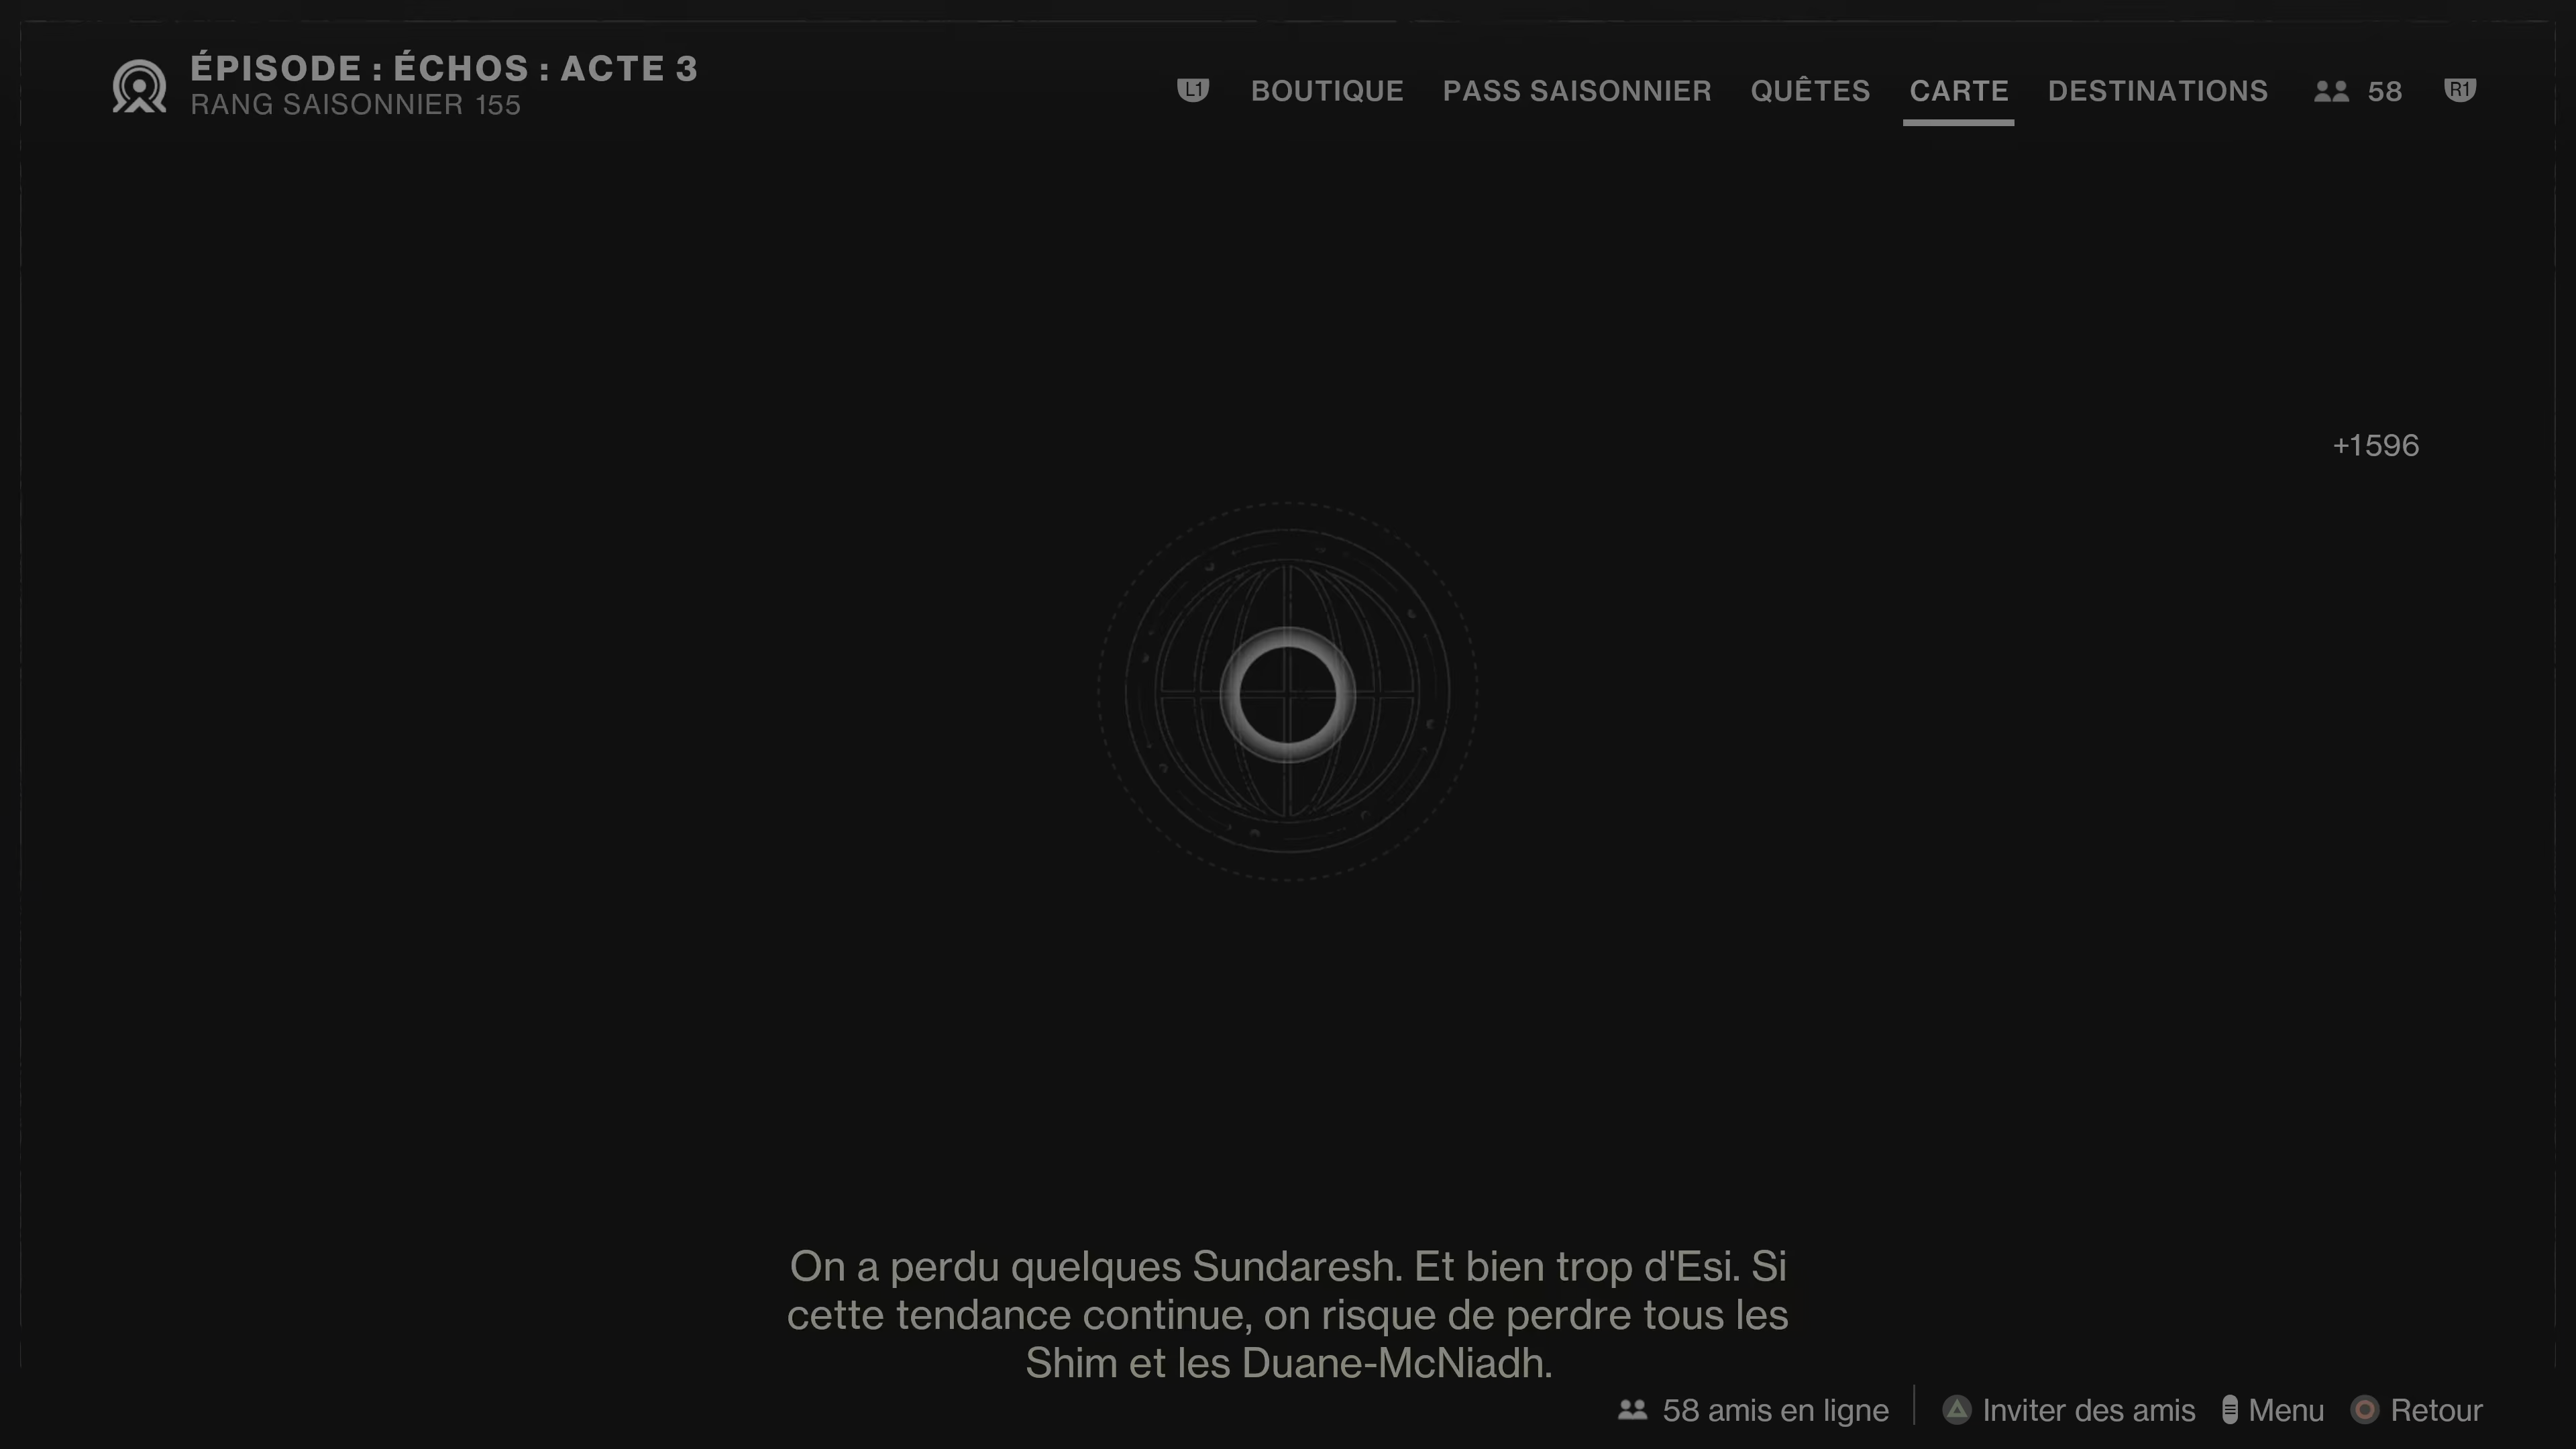 ÉPISODE : ÉCHOS : ACTE 3
RANG SAISONNIER 155
L1 BOUTIQUE PASS SAISONNIER QUÊTES CARTE DESTINATIONS 58 R1
+1596
On a perdu quelques Sundaresh. Et bien trop d'Esi. Si
cette tendance continue, on risque de perdre tous les
Shim et les Duane-McNiadh.
58 amis en ligne Inviter des amis Menu Retour